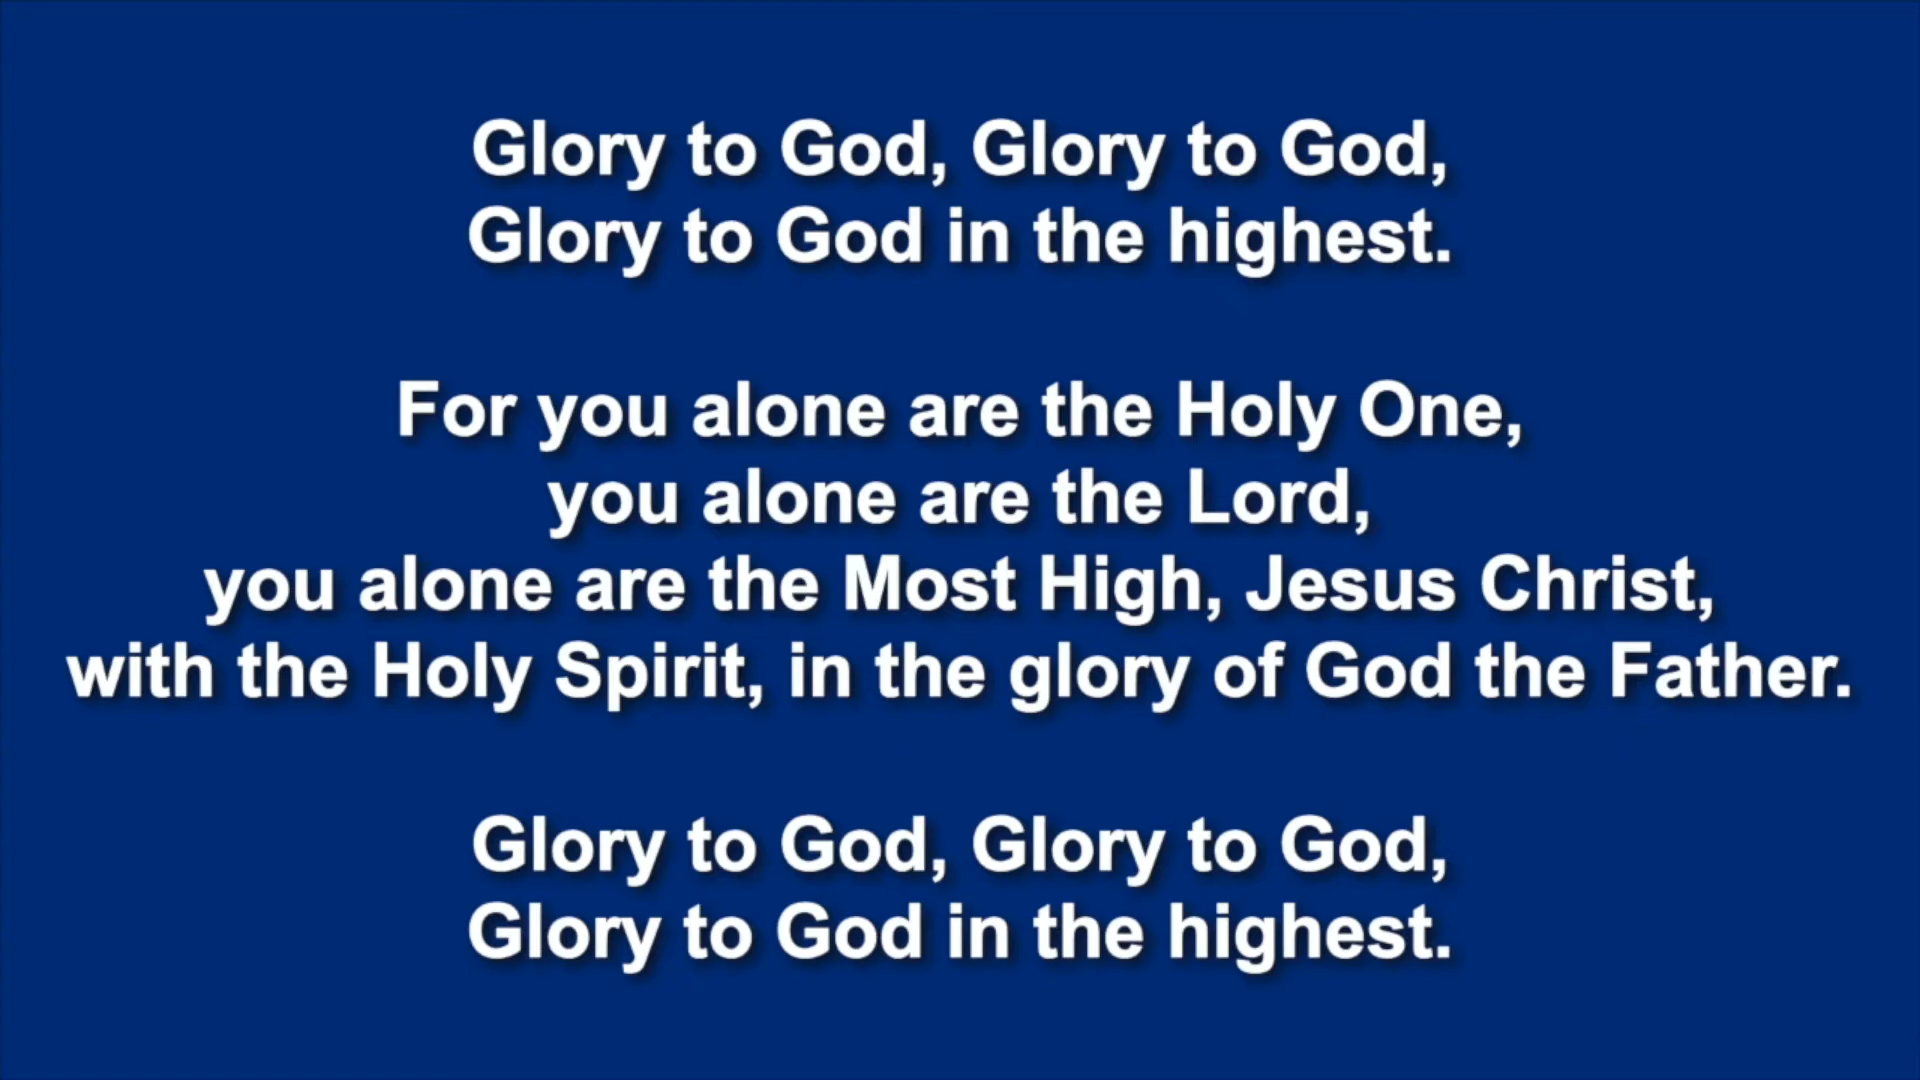 Glory to God, Glory to God,
Glory to God in the highest.
For you alone are the Holy One,
you alone are the Lord,
you alone are the Most High, Jesus Christ,
with the Holy Spirit, in the glory of God the Father.
Glory to God, Glory to God,
Glory to God in the highest.